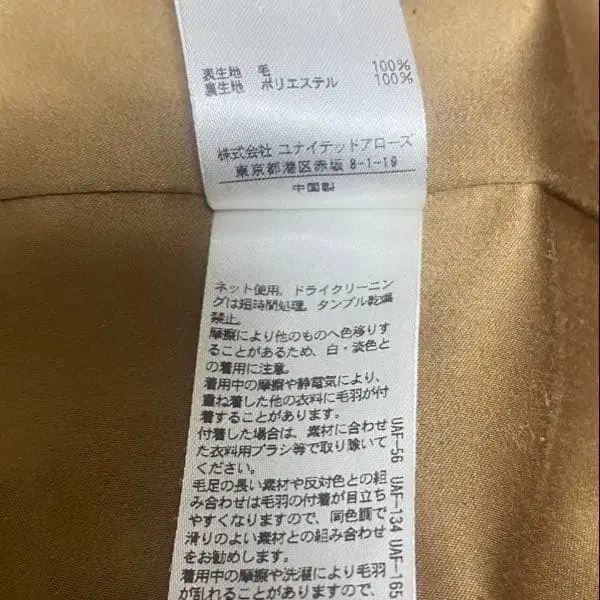 表生地 毛 100%
裏生地 ポリエステル 100%
株式会社 ユナイテッドアローズ
東京都港区赤坂 8-1-19
中国製
ネット使用。ドライクリーニン
グは短時間処理。タンブル乾燥
禁止。
摩擦により他のものへ色移りす
ることがあるため、白・淡色と
の着用に注意。
着用中の摩擦や静電気により、
重ね着した他の衣料に毛羽が付
着することがあります。
付着した場合は、素材に合わせ
た衣料用ブラシ等で取り除いて
ください。
毛足の長い素材や反対色との組
み合わせは毛羽の付着が目立ち
やすくなりますので、同色調で
滑りのよい素材との組み合わせ
をお勧めします。
着用中の摩擦や洗濯により毛羽
が乱れることがありますので、
UAF-56 UAF-134 UAF-165